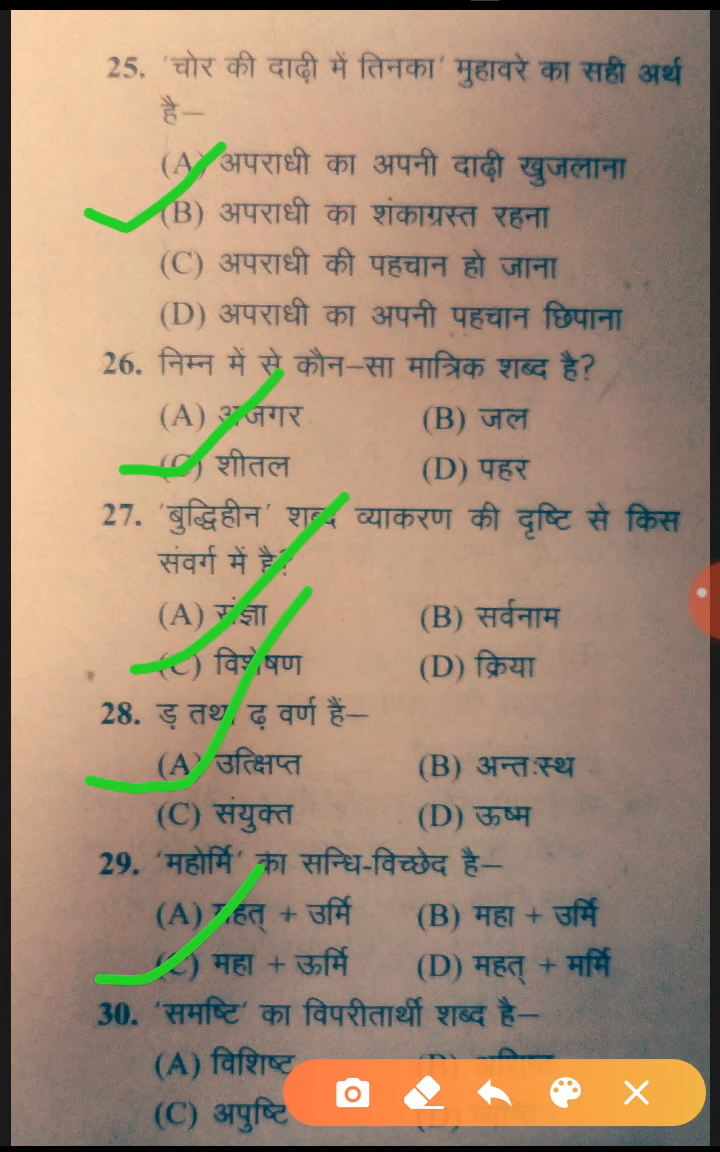 25. 'चोर की दाढ़ी में तिनका' मुहावरे का सही अर्थ
है—
(A) अपराधी का अपनी दाढ़ी खुजलाना
(B) अपराधी का शंकाग्रस्त रहना
(C) अपराधी की पहचान हो जाना
(D) अपराधी का अपनी पहचान छिपाना
26. निम्न में से कौन-सा मात्रिक शब्द है?
(A) अजगर (B) जल
(C) शीतल (D) पहर
27. 'बुद्धिहीन' शब्द व्याकरण की दृष्टि से किस
संवर्ग में है?
(A) संज्ञा (B) सर्वनाम
(C) विशेषण (D) क्रिया
28. ड़ तथा ढ़ वर्ण हैं—
(A) उत्क्षिप्त (B) अन्तःस्थ
(C) संयुक्त (D) ऊष्म
29. 'महोर्मि' का सन्धि-विच्छेद है—
(A) महत् + उर्मि (B) महा + उर्मि
(C) महा + ऊर्मि (D) महत् + मर्मि
30. 'समष्टि' का विपरीतार्थी शब्द है—
(A) विशिष्ट (B) अशिष्ट
(C) अपुष्टि (D) व्यष्टि